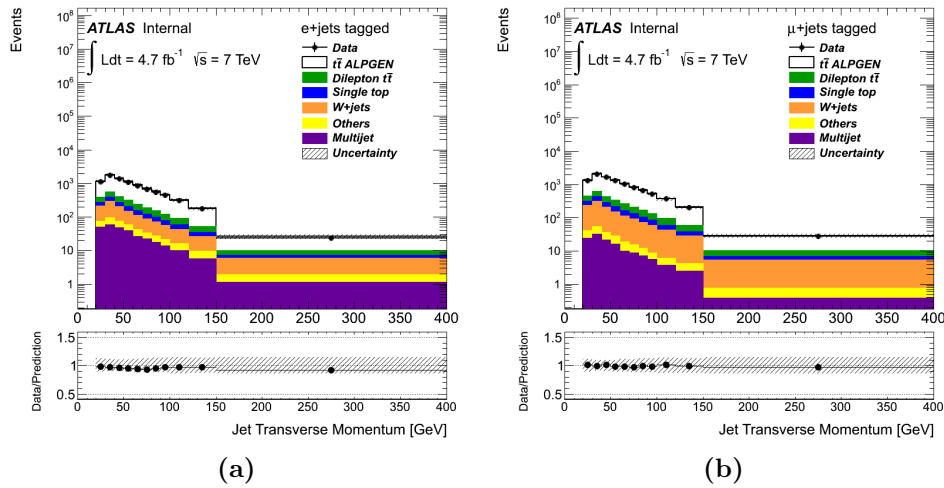 Events
10⁸
10⁷
10⁶
10⁵
10⁴
10³
10²
10
1
ATLAS Internal
∫ Ldt = 4.7 fb⁻¹ √s = 7 TeV
e+jets tagged
Data
tt̄ ALPGEN
Dilepton tt̄
Single top
W+jets
Others
Multijet
Uncertainty
0 50 100 150 200 250 300 350 400
Data/Prediction
1.5
1
0.5
0 50 100 150 200 250 300 350 400
Jet Transverse Momentum [GeV]
(a)
Events
10⁸
10⁷
10⁶
10⁵
10⁴
10³
10²
10
1
ATLAS Internal
∫ Ldt = 4.7 fb⁻¹ √s = 7 TeV
μ+jets tagged
Data
tt̄ ALPGEN
Dilepton tt̄
Single top
W+jets
Others
Multijet
Uncertainty
0 50 100 150 200 250 300 350 400
Data/Prediction
1.5
1
0.5
0 50 100 150 200 250 300 350 400
Jet Transverse Momentum [GeV]
(b)